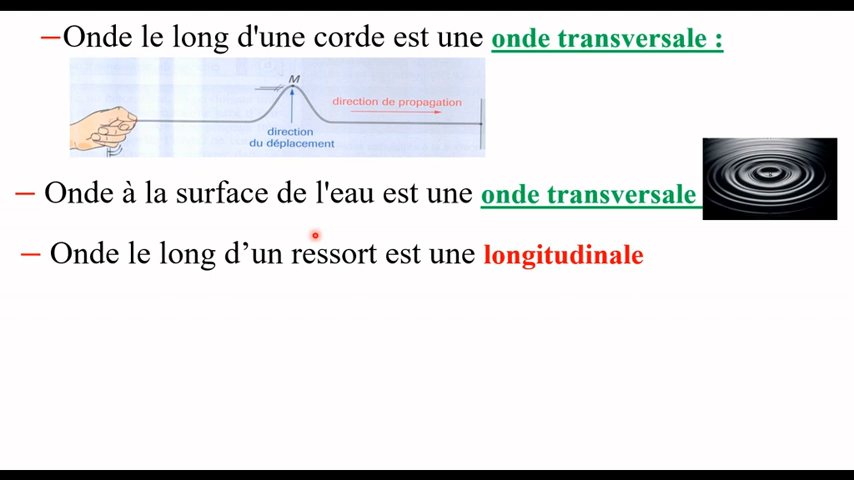 –Onde le long d'une corde est une onde transversale :
M
direction de propagation
direction
du déplacement
– Onde à la surface de l'eau est une onde transversale
– Onde le long d’un ressort est une longitudinale